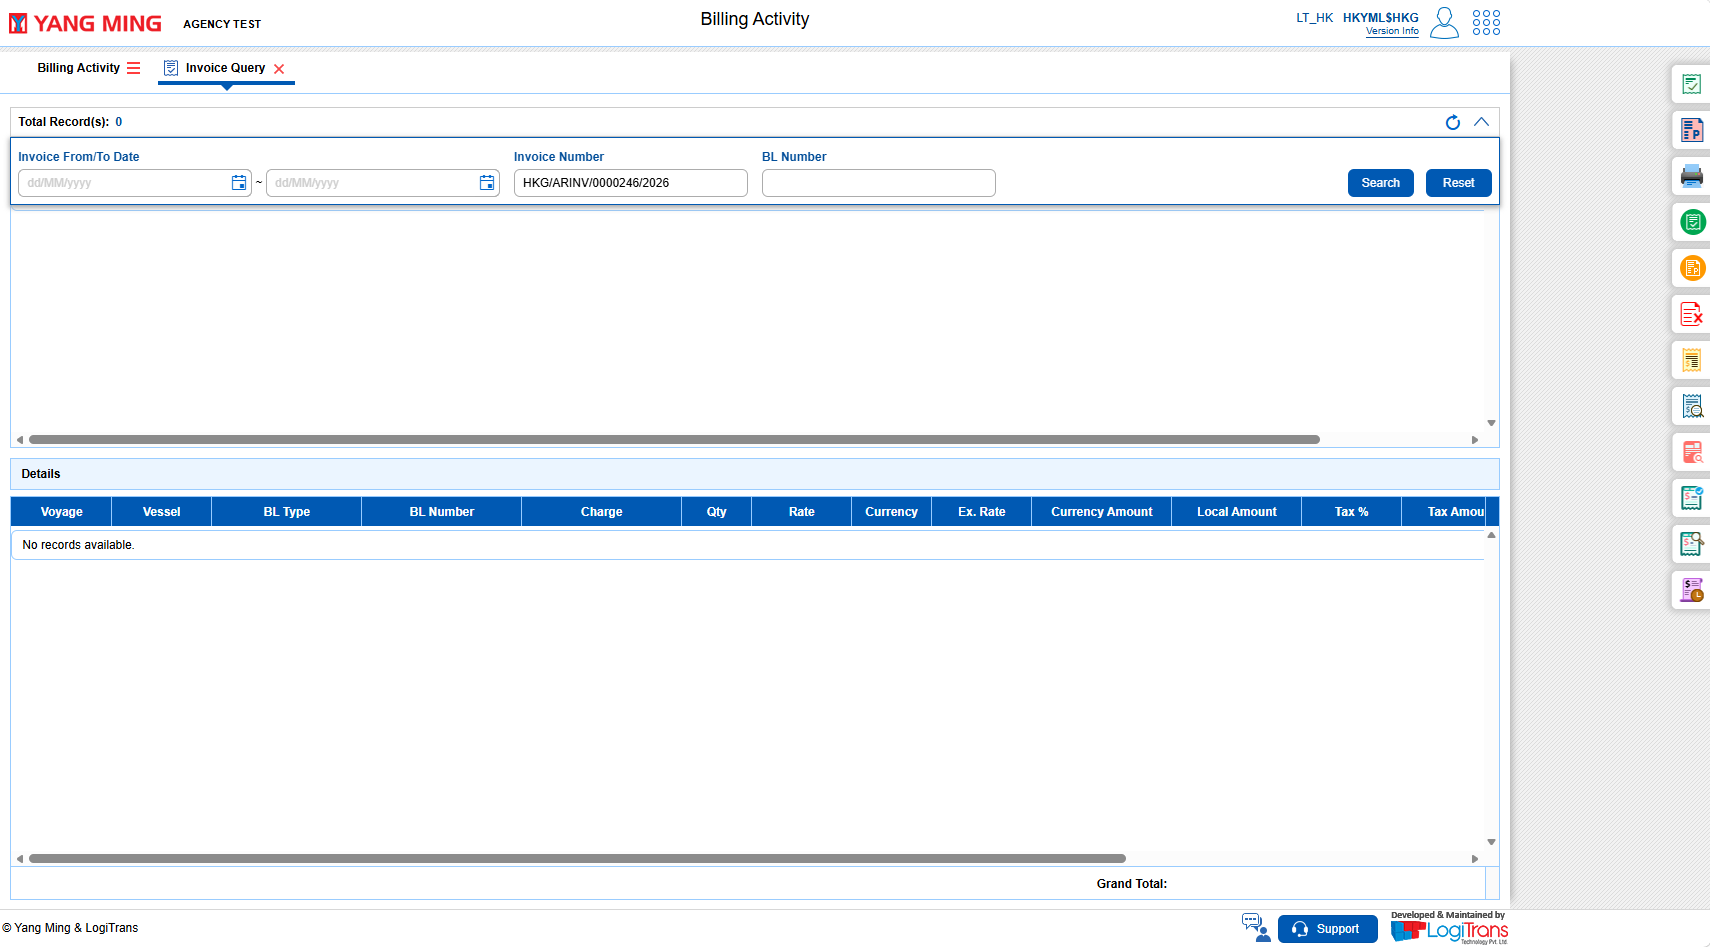 YANG MING AGENCY TEST
Billing Activity
LT_HK HKYML$HKG
Version Info
Billing Activity
Invoice Query
Total Record(s): 0
Invoice From/To Date
Invoice Number
BL Number
dd/MM/yyyy ~ dd/MM/yyyy
HKG/ARINV/0000246/2026
Search
Reset
Details
Voyage Vessel BL Type BL Number Charge Qty Rate Currency Ex. Rate Currency Amount Local Amount Tax % Tax Amou
No records available.
Grand Total:
© Yang Ming & LogiTrans
Support
Developed & Maintained by
LogiTrans
Technology Pvt. Ltd.